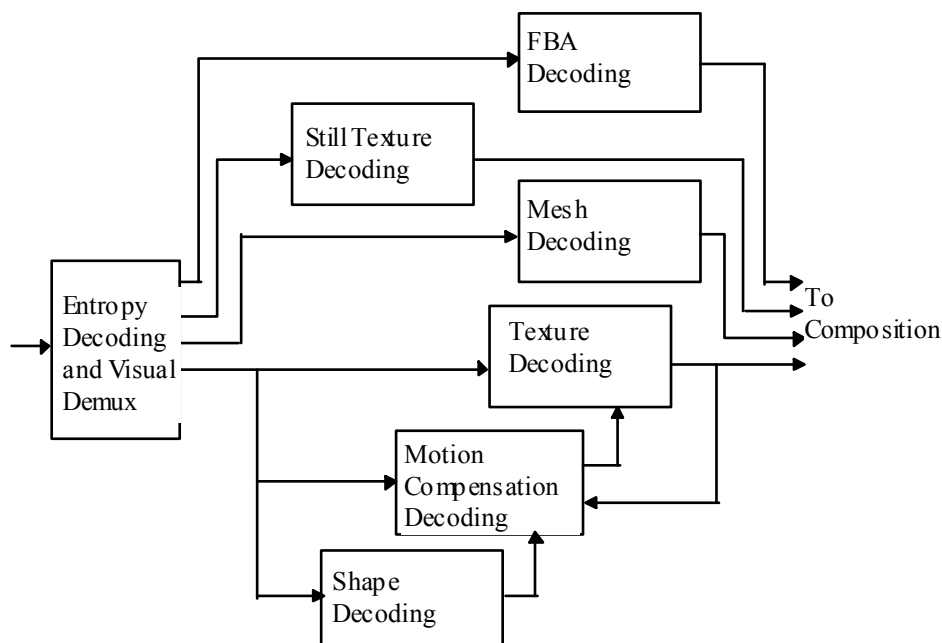 FBA
Decoding
Still Texture
Decoding
Mesh
Decoding
Entropy
Decoding
and Visual
Demux
To
Composition
Texture
Decoding
Motion
Compensation
Decoding
Shape
Decoding